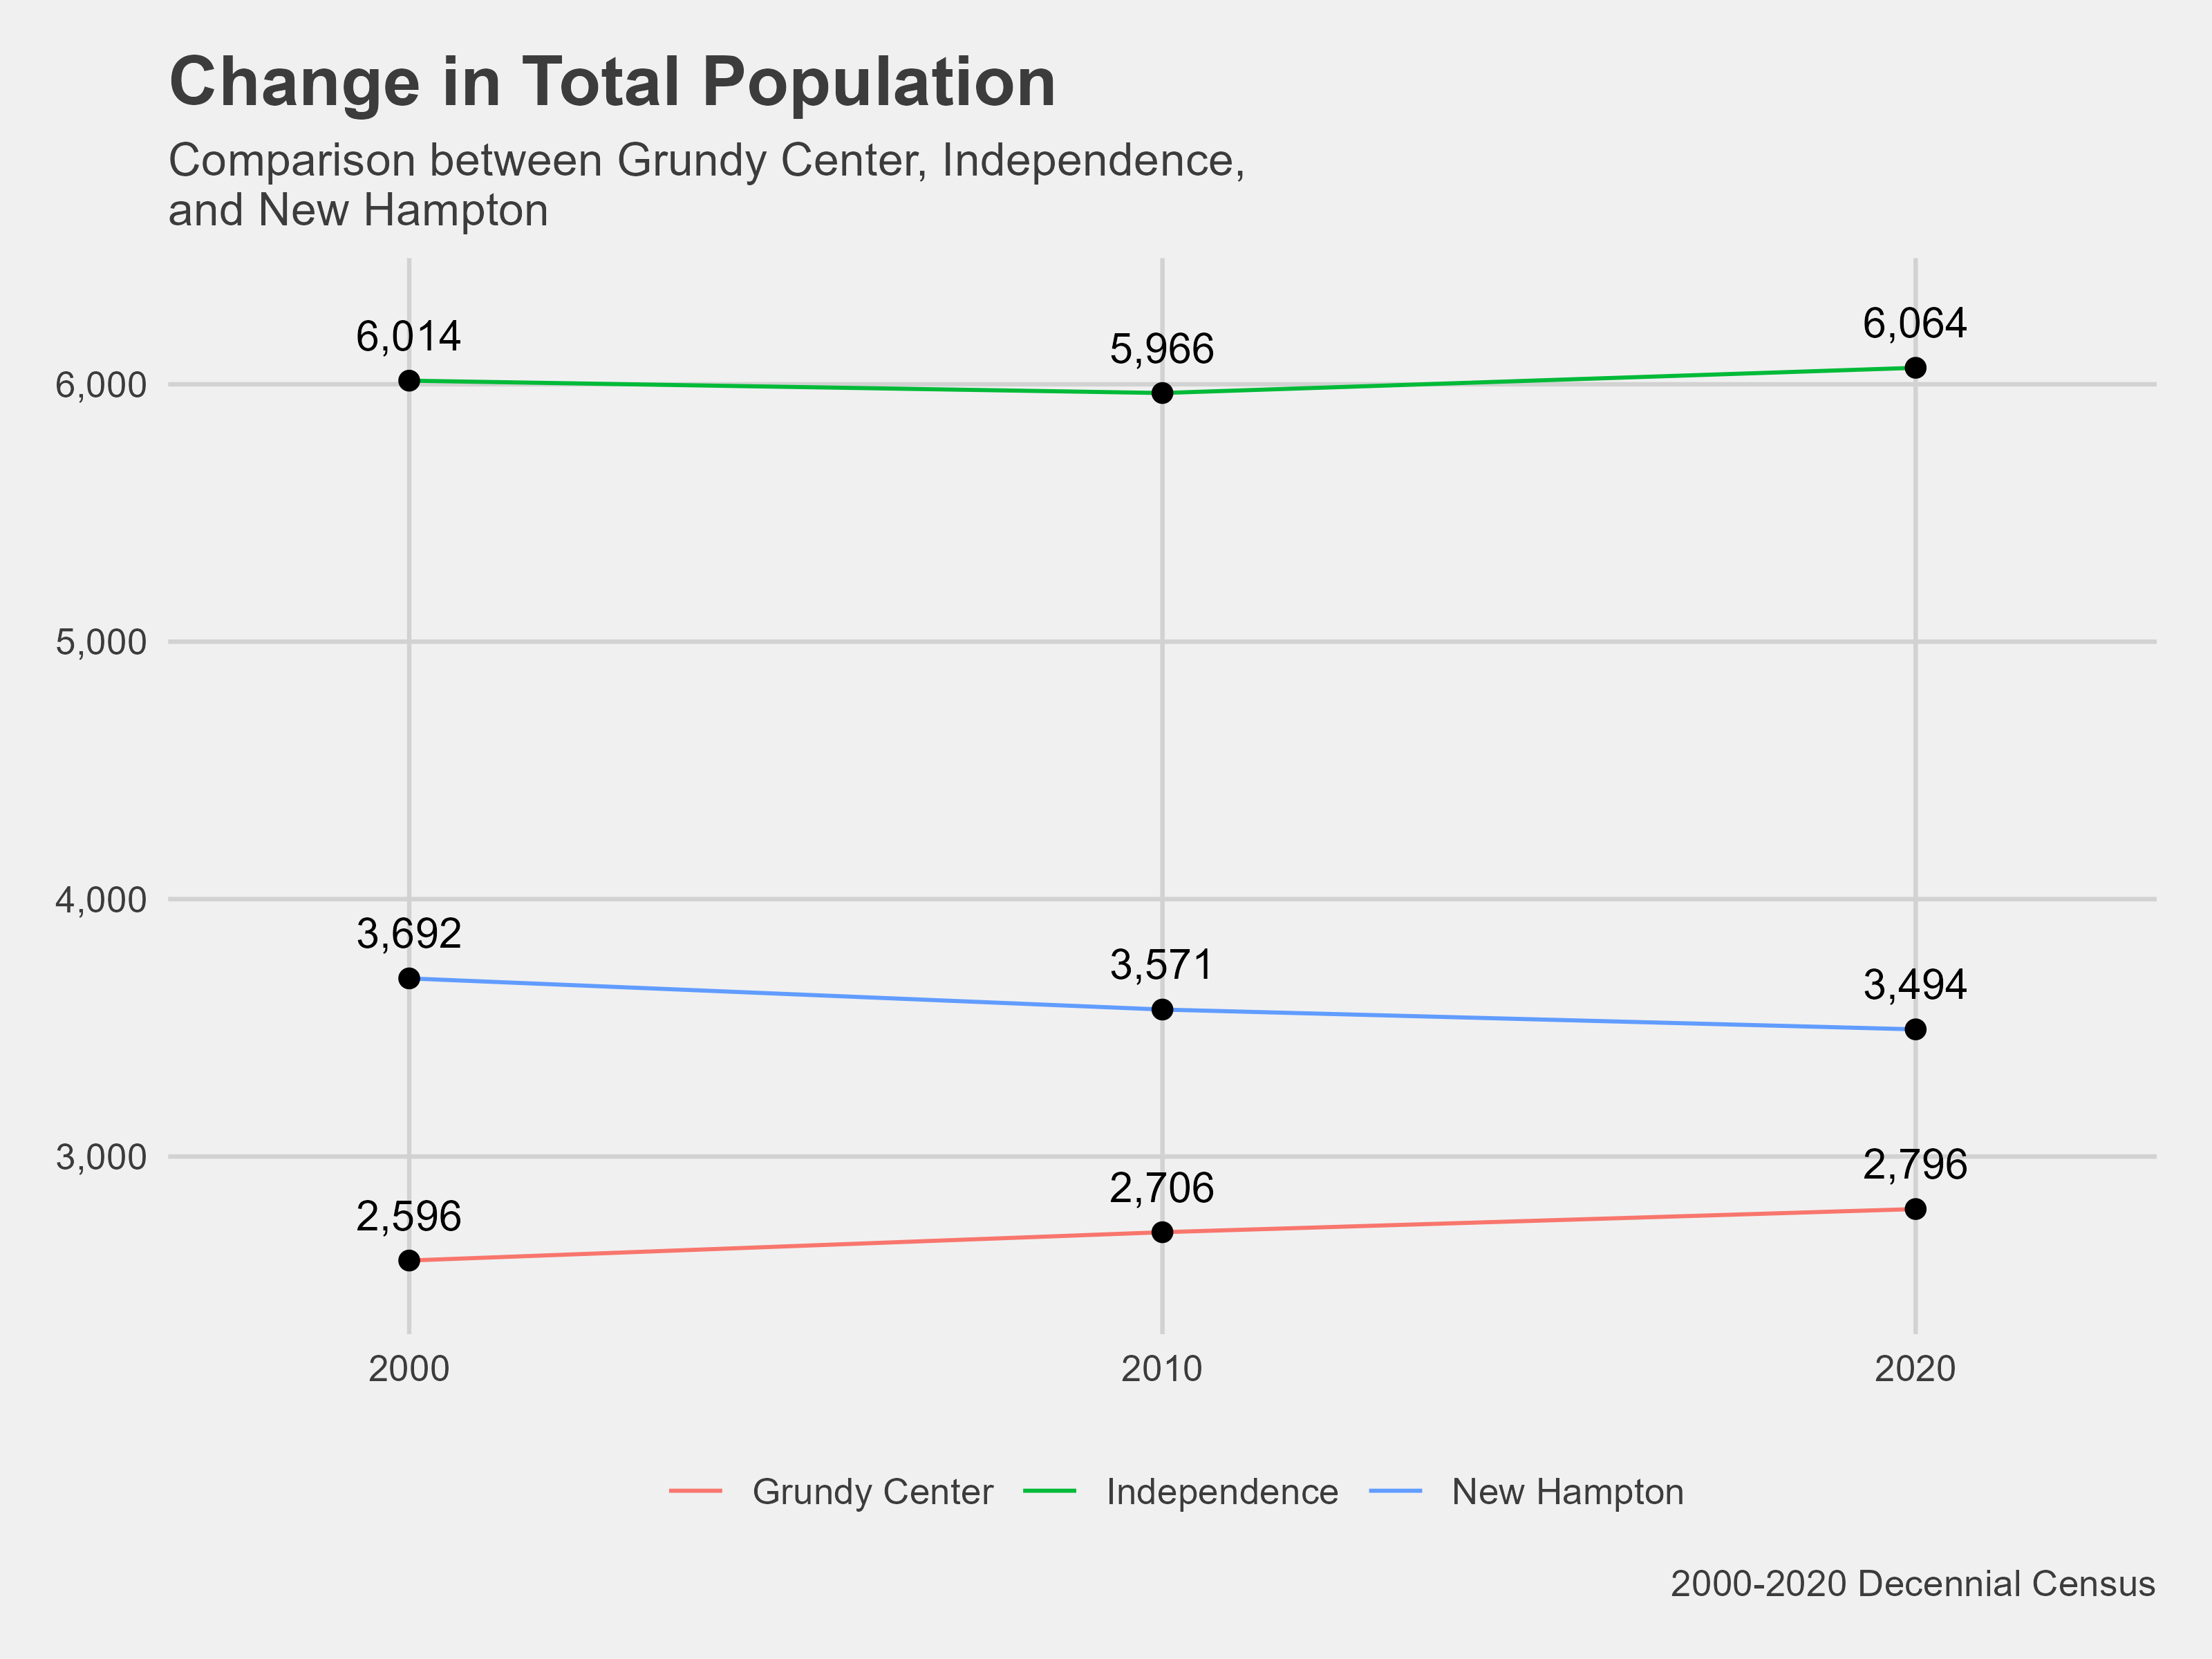 Change in Total Population
Comparison between Grundy Center, Independence,
and New Hampton
6,014
5,966
6,064
6,000
5,000
4,000
3,692
3,571
3,494
3,000
2,596
2,706
2,796
2000
2010
2020
Grundy Center
Independence
New Hampton
2000-2020 Decennial Census